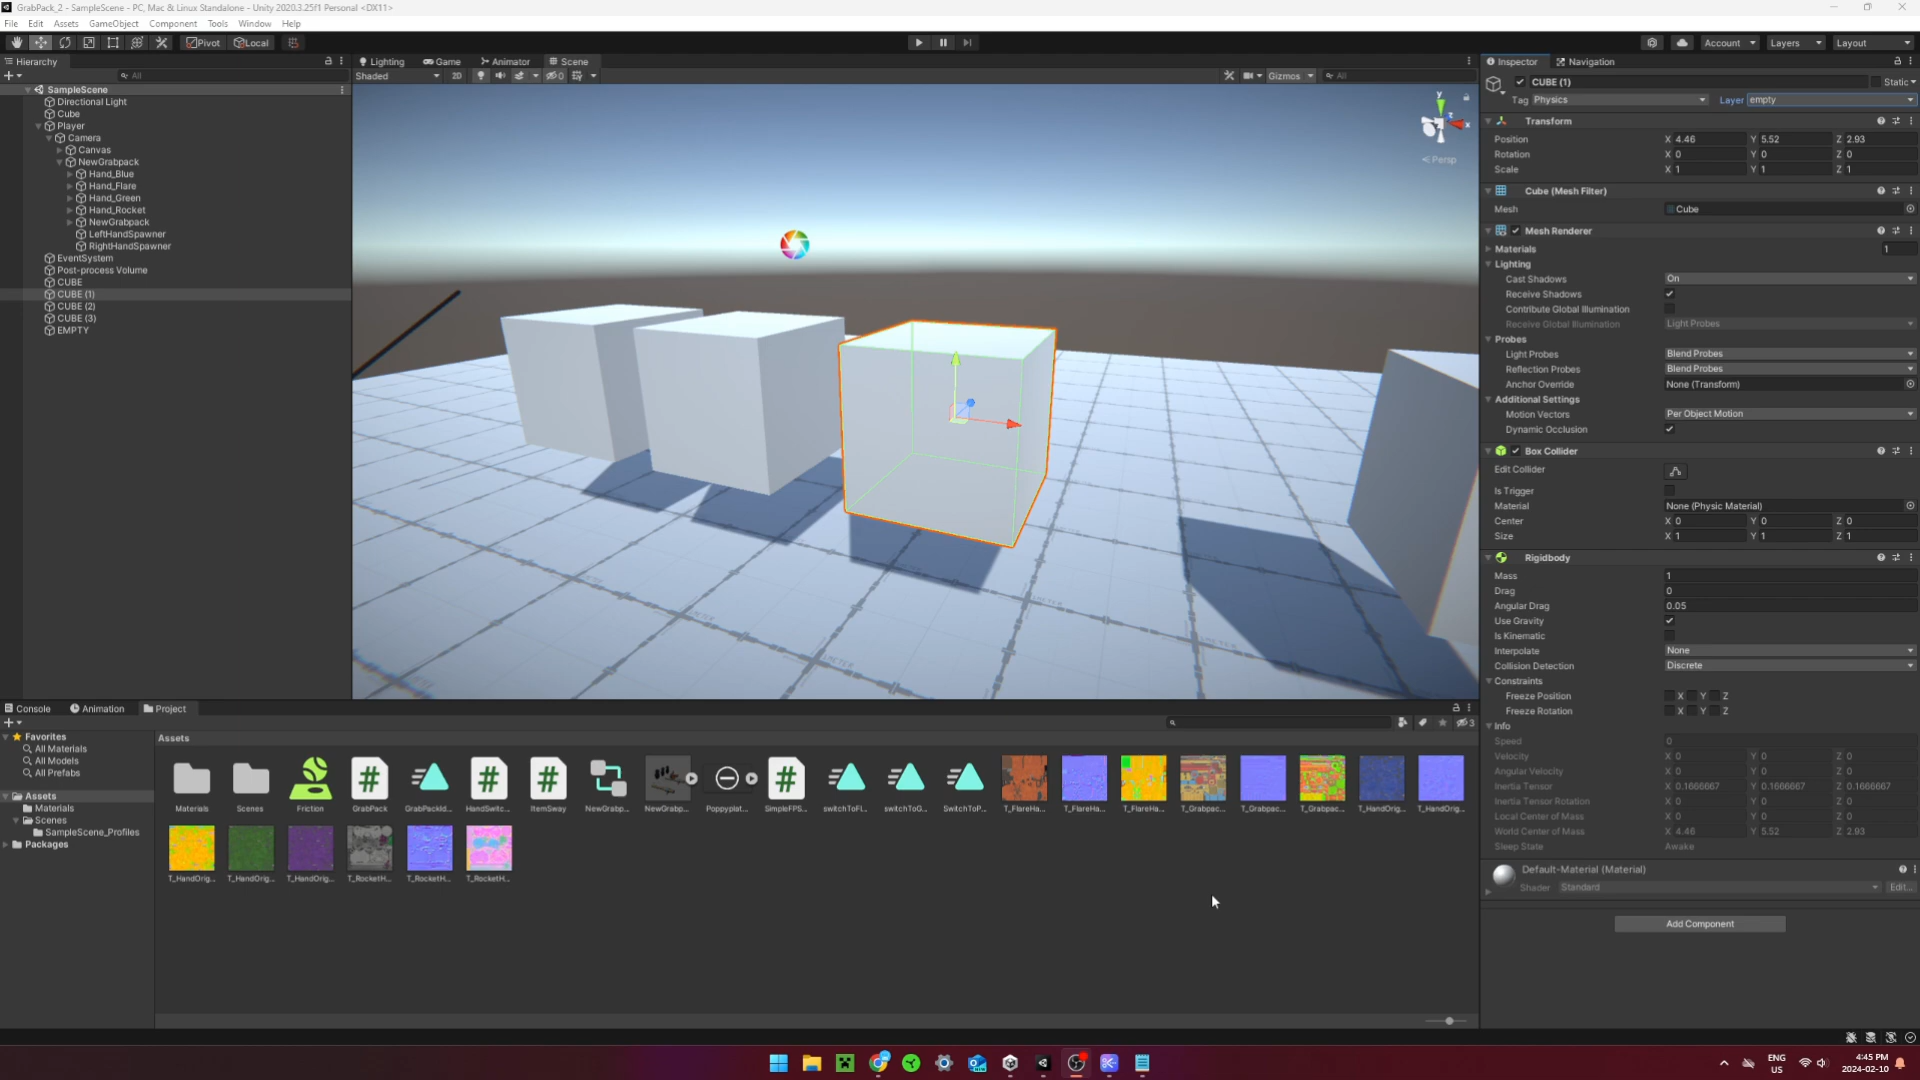 GrabPack_2 - SampleScene - PC, Mac & Linux Standalone - Unity 2020.3.25f1 Personal <DX11>
File Edit Assets GameObject Component Tools Window Help
Pivot Local
Account Layers Layout
Hierarchy
All
SampleScene
Directional Light
Cube
Player
Camera
Canvas
NewGrabpack
Hand_Blue
Hand_Flare
Hand_Green
Hand_Rocket
NewGrabpack
LeftHandSpawner
RightHandSpawner
EventSystem
Post-process Volume
CUBE
CUBE (1)
CUBE (2)
CUBE (3)
EMPTY
Lighting Game Animator Scene
Shaded 2D 0 Gizmos All
y
x
z
Persp
Inspector Navigation
CUBE (1) Static
Tag Physics Layer empty
Transform
Position X 4.46 Y 5.52 Z 2.93
Rotation X 0 Y 0 Z 0
Scale X 1 Y 1 Z 1
Cube (Mesh Filter)
Mesh Cube
Mesh Renderer
Materials 1
Lighting
Cast Shadows On
Receive Shadows
Contribute Global Illumination
Receive Global Illumination Light Probes
Probes
Light Probes Blend Probes
Reflection Probes Blend Probes
Anchor Override None (Transform)
Additional Settings
Motion Vectors Per Object Motion
Dynamic Occlusion
Box Collider
Edit Collider
Is Trigger
Material None (Physic Material)
Center X 0 Y 0 Z 0
Size X 1 Y 1 Z 1
Rigidbody
Mass 1
Drag 0
Angular Drag 0.05
Use Gravity
Is Kinematic
Interpolate None
Collision Detection Discrete
Constraints
Freeze Position X Y Z
Freeze Rotation X Y Z
Info
Speed 0
Velocity X 0 Y 0 Z 0
Angular Velocity X 0 Y 0 Z 0
Inertia Tensor X 0.1666667 Y 0.1666667 Z 0.1666667
Inertia Tensor Rotation X 0 Y 0 Z 0
Local Center of Mass X 0 Y 0 Z 0
World Center of Mass X 4.46 Y 5.52 Z 2.93
Sleep State Awake
Default-Material (Material)
Shader Standard Edit...
Add Component
Console Animation Project
3
Favorites
All Materials
All Models
All Prefabs
Assets
Materials
Scenes
SampleScene_Profiles
Packages
Assets
Materials Scenes Friction GrabPack GrabPackId... HandSwitc... ItemSway NewGrabp... NewGrabp... Poppyplat... SimpleFPS... switchToFl... switchToG... SwitchToP... T_FlareHa... T_FlareHa... T_FlareHa... T_Grabpac... T_Grabpac... T_Grabpac... T_HandOrig... T_HandOrig...
T_HandOrig... T_HandOrig... T_HandOrig... T_RocketH... T_RocketH... T_RocketH...
ENG
US
4:45 PM
2024-02-10